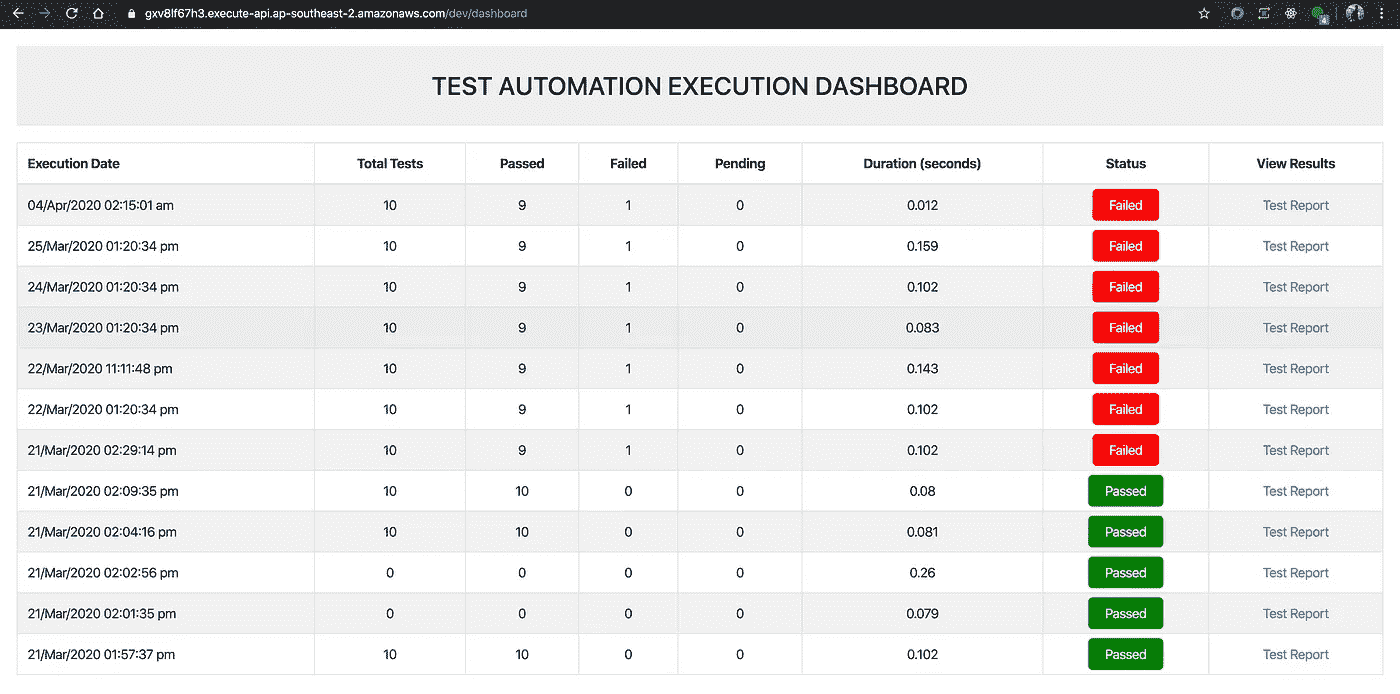 gxv8lf67h3.execute-api.ap-southeast-2.amazonaws.com/dev/dashboard
TEST AUTOMATION EXECUTION DASHBOARD
Execution Date Total Tests Passed Failed Pending Duration (seconds) Status View Results
04/Apr/2020 02:15:01 am 10 9 1 0 0.012 Failed Test Report
25/Mar/2020 01:20:34 pm 10 9 1 0 0.159 Failed Test Report
24/Mar/2020 01:20:34 pm 10 9 1 0 0.102 Failed Test Report
23/Mar/2020 01:20:34 pm 10 9 1 0 0.083 Failed Test Report
22/Mar/2020 11:11:48 pm 10 9 1 0 0.143 Failed Test Report
22/Mar/2020 01:20:34 pm 10 9 1 0 0.102 Failed Test Report
21/Mar/2020 02:29:14 pm 10 9 1 0 0.102 Failed Test Report
21/Mar/2020 02:09:35 pm 10 10 0 0 0.08 Passed Test Report
21/Mar/2020 02:04:16 pm 10 10 0 0 0.081 Passed Test Report
21/Mar/2020 02:02:56 pm 0 0 0 0 0.26 Passed Test Report
21/Mar/2020 02:01:35 pm 0 0 0 0 0.079 Passed Test Report
21/Mar/2020 01:57:37 pm 10 10 0 0 0.102 Passed Test Report